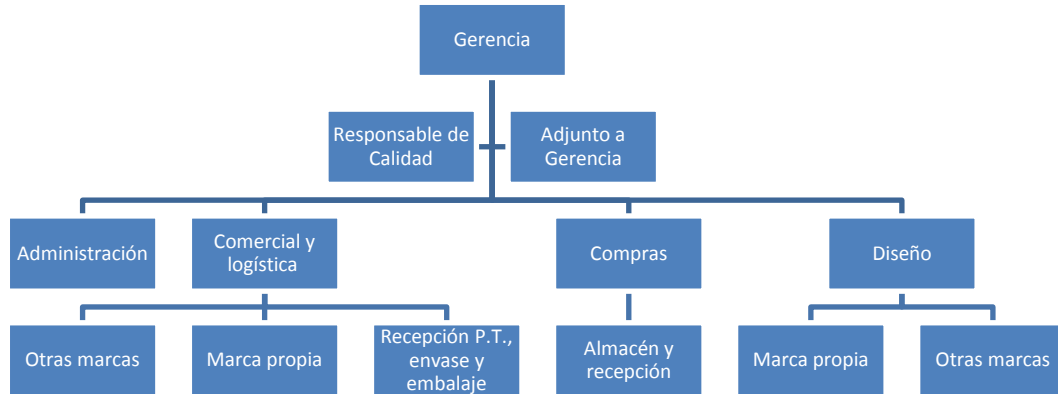 Gerencia
Responsable de
Calidad
Adjunto a
Gerencia
Administración
Comercial y
logística
Compras
Diseño
Otras marcas
Marca propia
Recepción P.T.,
envase y
embalaje
Almacén y
recepción
Marca propia
Otras marcas